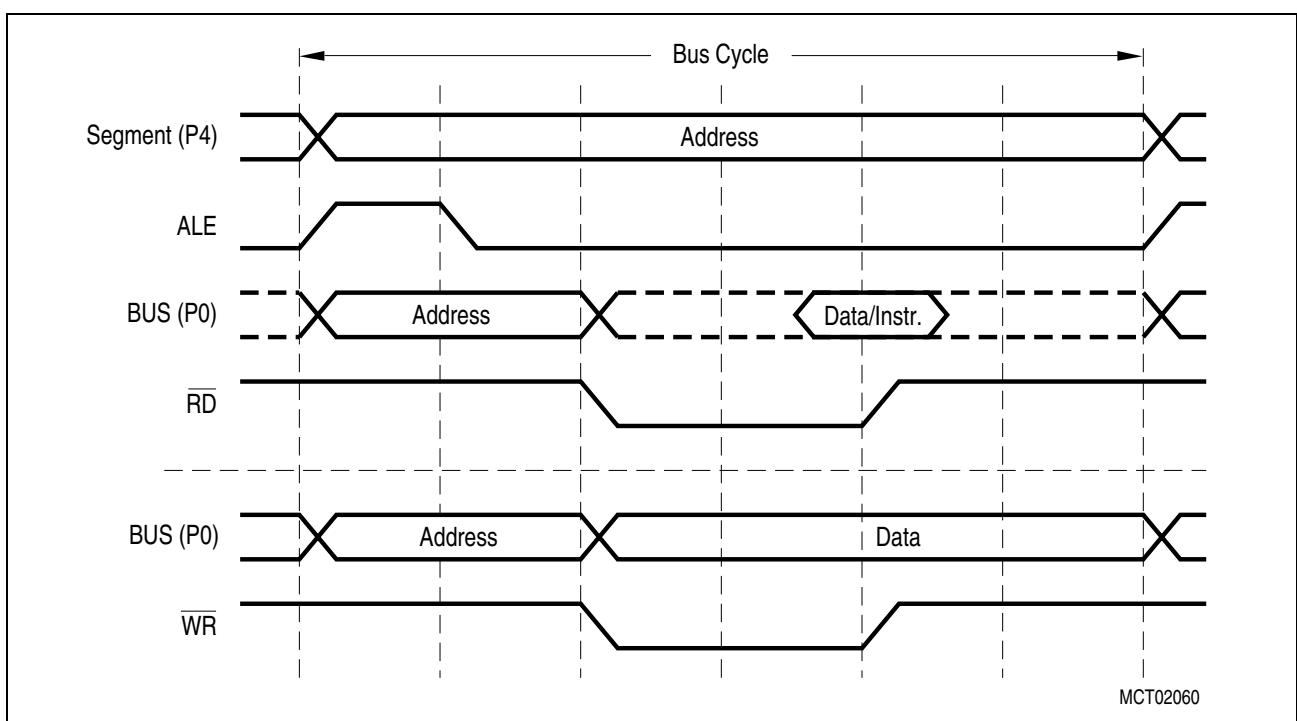 Bus Cycle
Segment (P4)
Address
ALE
BUS (P0)
Address
Data/Instr.
RD
BUS (P0)
Address
Data
WR
MCT02060